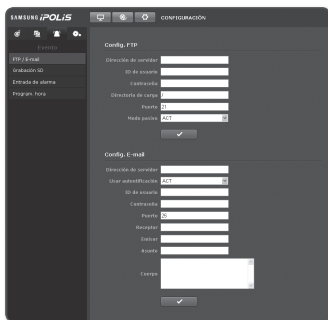 SAMSUNG iPOLiS
CONFIGURACIÓN
Evento
FTP / E-mail
Grabación SD
Entrada de alarma
Program. hora
Config. FTP
Dirección de servidor
ID de usuario
Contraseña
Directorio de carga /
Puerto 21
Modo pasivo ACT
Config. E-mail
Dirección de servidor
Usar autentificación ACT
ID de usuario
Contraseña
Puerto 25
Receptor
Emisor
Asunto
Cuerpo